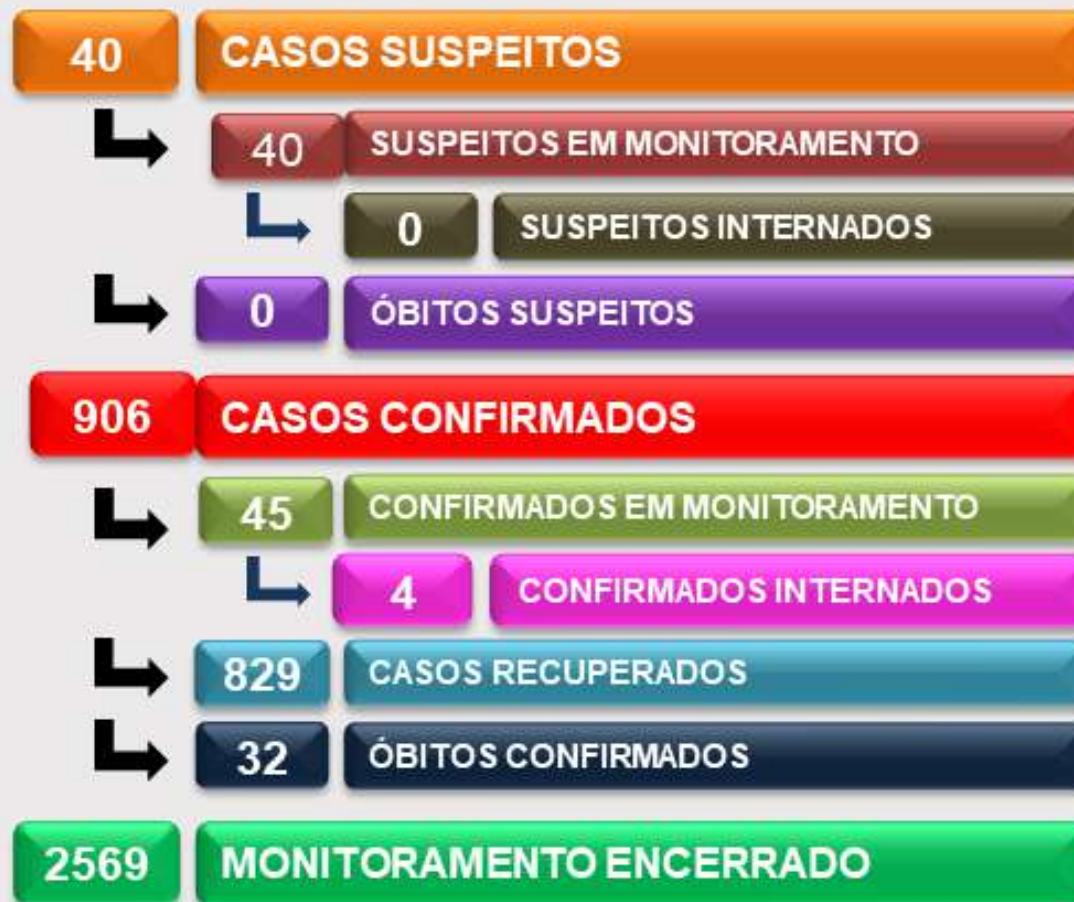 40 CASOS SUSPEITOS
40 SUSPEITOS EM MONITORAMENTO
0 SUSPEITOS INTERNADOS
0 ÓBITOS SUSPEITOS
906 CASOS CONFIRMADOS
45 CONFIRMADOS EM MONITORAMENTO
4 CONFIRMADOS INTERNADOS
829 CASOS RECUPERADOS
32 ÓBITOS CONFIRMADOS
2569 MONITORAMENTO ENCERRADO